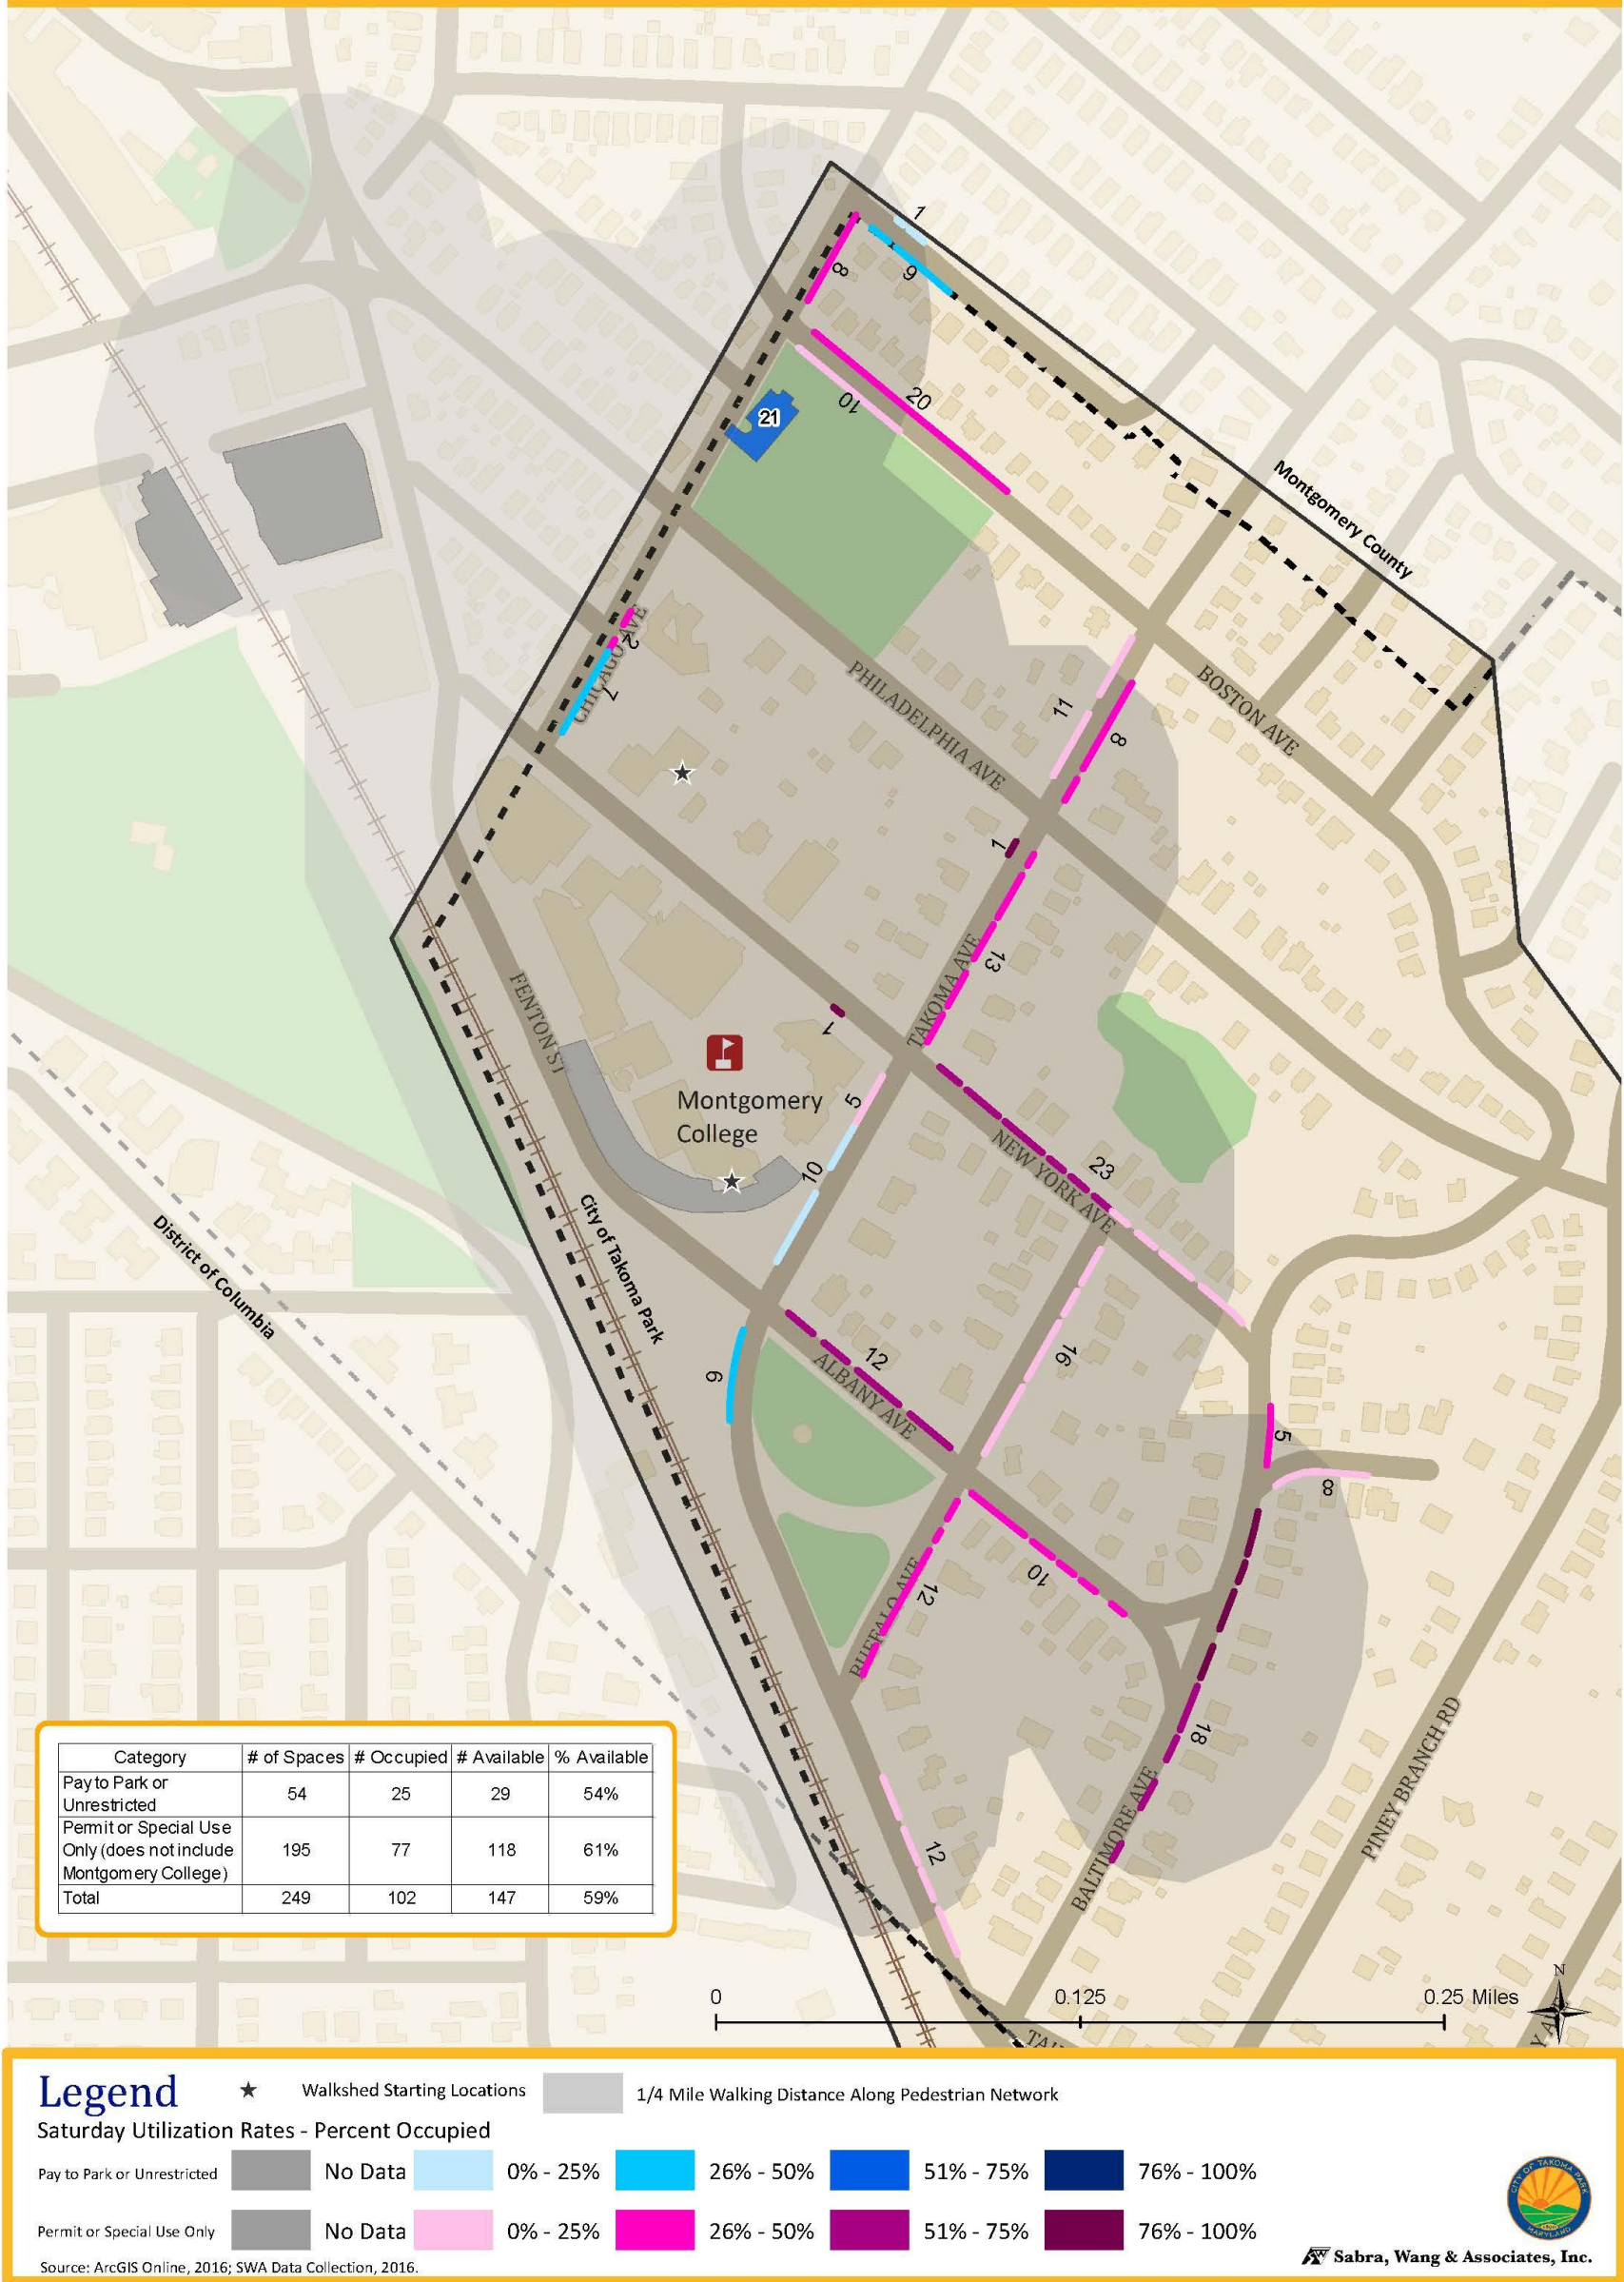 1
8
9
20
10
21
Montgomery County
2
CHICAGO AVE
7
PHILADELPHIA AVE
11
8
BOSTON AVE
1
13
TAKOMA AVE
FENTON ST
1
Montgomery
College
5
10
23
NEW YORK AVE
City of Takoma Park
District of Columbia
9
12
ALBANY AVE
16
5
8
10
12
BUFFALO AVE
18
BALTIMORE AVE
PINEY BRANCH RD
12
Category # of Spaces # Occupied # Available % Available
Pay to Park or
Unrestricted 54 25 29 54%
Permit or Special Use
Only (does not include 195 77 118 61%
Montgomery College)
Total 249 102 147 59%
0 0.125 0.25 Miles
N
Legend
Walkshed Starting Locations 1/4 Mile Walking Distance Along Pedestrian Network
Saturday Utilization Rates - Percent Occupied
Pay to Park or Unrestricted No Data 0% - 25% 26% - 50% 51% - 75% 76% - 100%
Permit or Special Use Only No Data 0% - 25% 26% - 50% 51% - 75% 76% - 100%
Source: ArcGIS Online, 2016; SWA Data Collection, 2016.
CITY OF TAKOMA PARK
MARYLAND
Sabra, Wang & Associates, Inc.